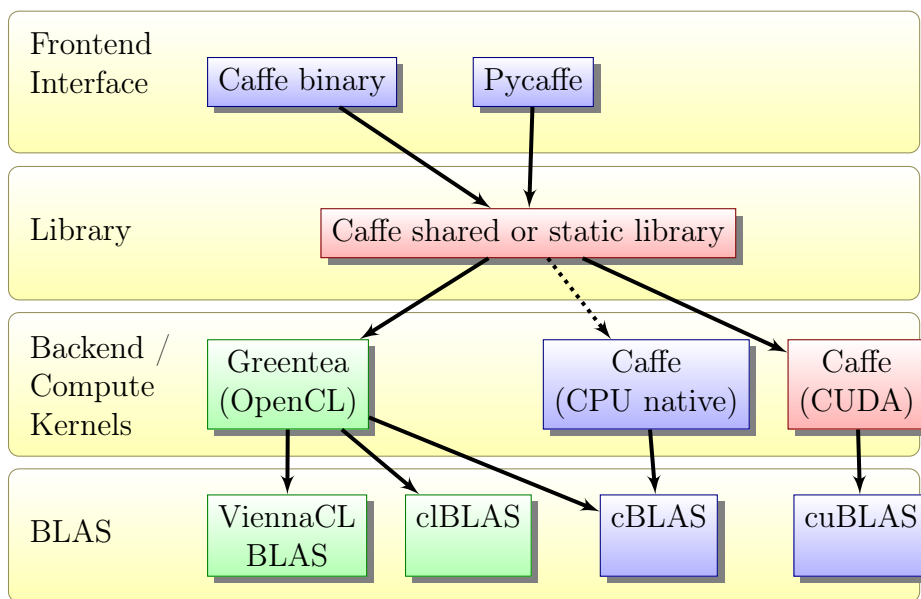 Frontend
Interface
Caffe binary
Pycaffe
Library
Caffe shared or static library
Backend /
Compute
Kernels
Greentea
(OpenCL)
Caffe
(CPU native)
Caffe
(CUDA)
BLAS
ViennaCL
BLAS
clBLAS
cBLAS
cuBLAS